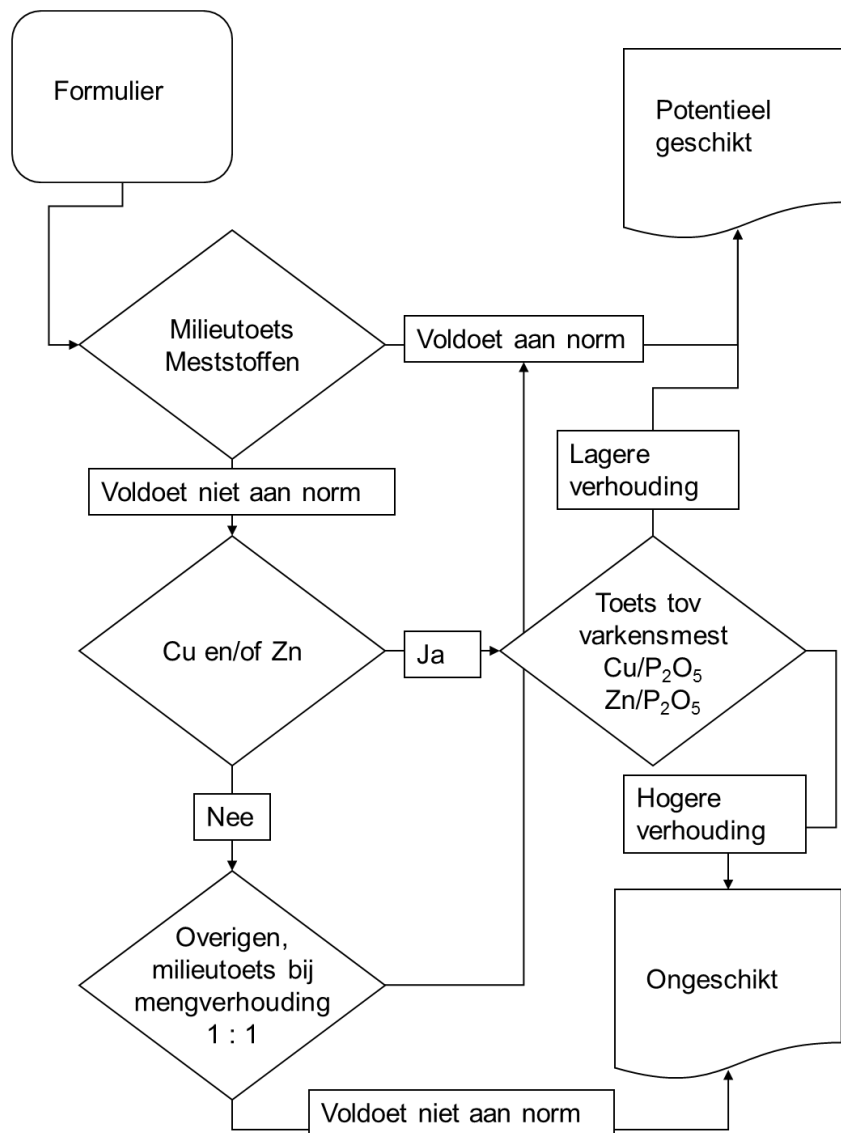 Formulier
Potentieel
geschikt
Milieutoets
Meststoffen
Voldoet aan norm
Lagere
verhouding
Voldoet niet aan norm
Cu en/of Zn
Ja
Toets tov
varkensmest
Cu/P₂O₅
Zn/P₂O₅
Nee
Hogere
verhouding
Overigen,
milieutoets bij
mengverhouding
1 : 1
Ongeschikt
Voldoet niet aan norm